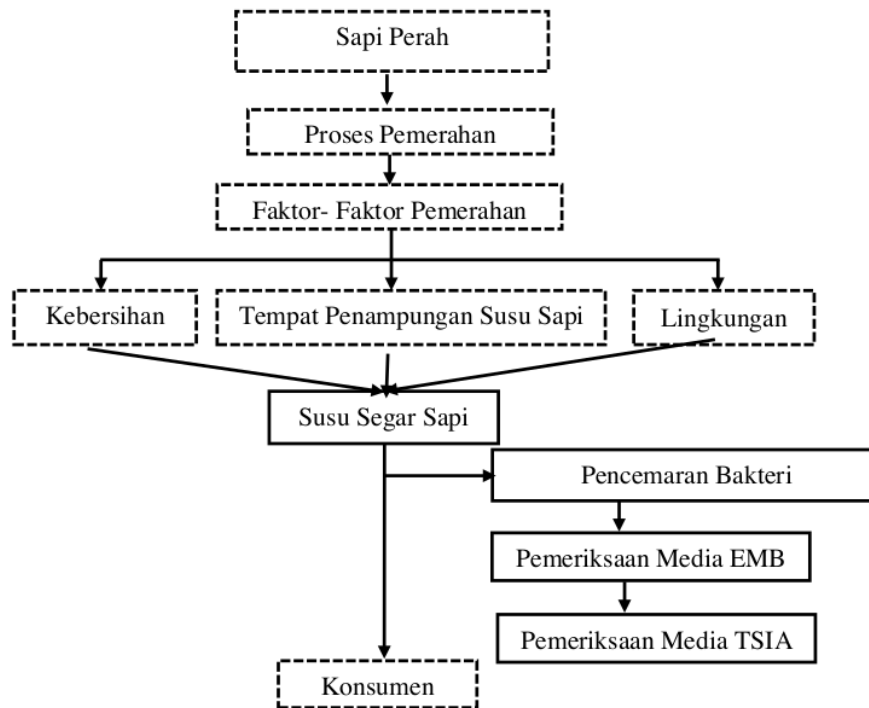 Sapi Perah
Proses Pemerahan
Faktor- Faktor Pemerahan
Kebersihan
Tempat Penampungan Susu Sapi
Lingkungan
Susu Segar Sapi
Pencemaran Bakteri
Pemeriksaan Media EMB
Pemeriksaan Media TSIA
Konsumen